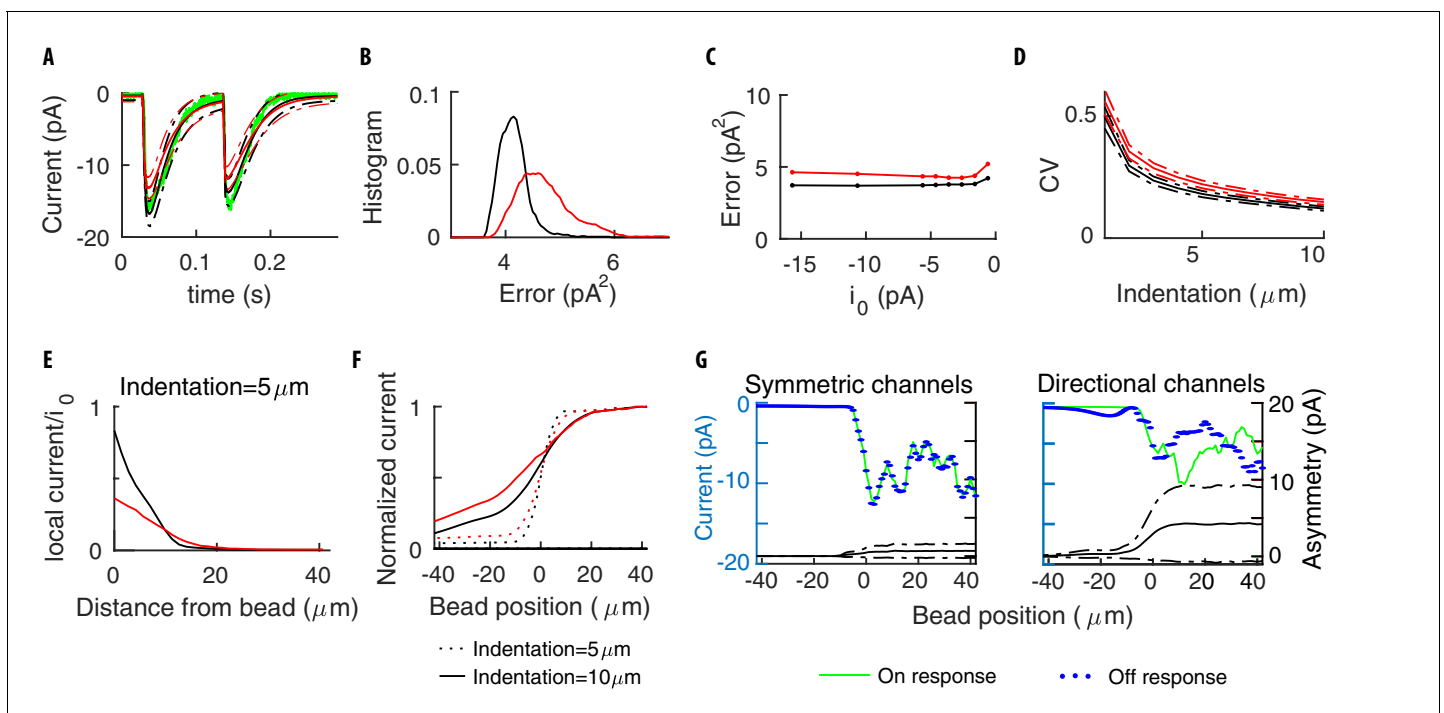 A
B
C
D
0
-10
-20
Current (pA)
0
0.1
0.2
time (s)
0.1
0.05
0
Histogram
4
6
Error (pA²)
10
5
0
Error (pA²)
-15
-10
-5
0
i₀ (pA)
0.5
0
CV
5
10
Indentation (μm)
E
F
G
Indentation=5μm
1
0
local current/i₀
0
20
40
Distance from bead (μm)
1
0.5
0
Normalized current
-40
-20
0
20
40
Bead position (μm)
Indentation=5μm
Indentation=10μm
Symmetric channels
Directional channels
0
-10
-20
Current (pA)
-40
-20
0
20
40
-40
-20
0
20
40
20
10
0
Asymmetry (pA)
Bead position (μm)
On response
Off response